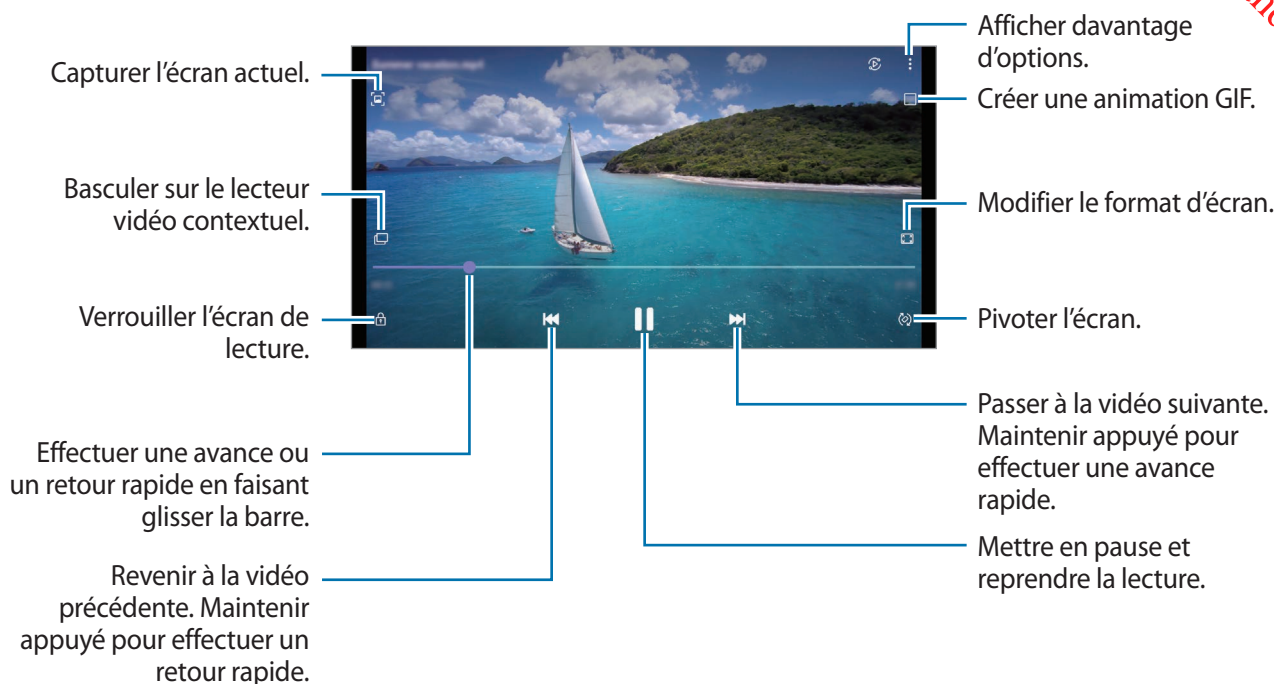 Capturer l’écran actuel.
Basculer sur le lecteur
vidéo contextuel.
Verrouiller l’écran de
lecture.
Effectuer une avance ou
un retour rapide en faisant
glisser la barre.
Revenir à la vidéo
précédente. Maintenir
appuyé pour effectuer un
retour rapide.
Afficher davantage
d’options.
Créer une animation GIF.
Modifier le format d’écran.
Pivoter l’écran.
Passer à la vidéo suivante.
Maintenir appuyé pour
effectuer une avance
rapide.
Mettre en pause et
reprendre la lecture.